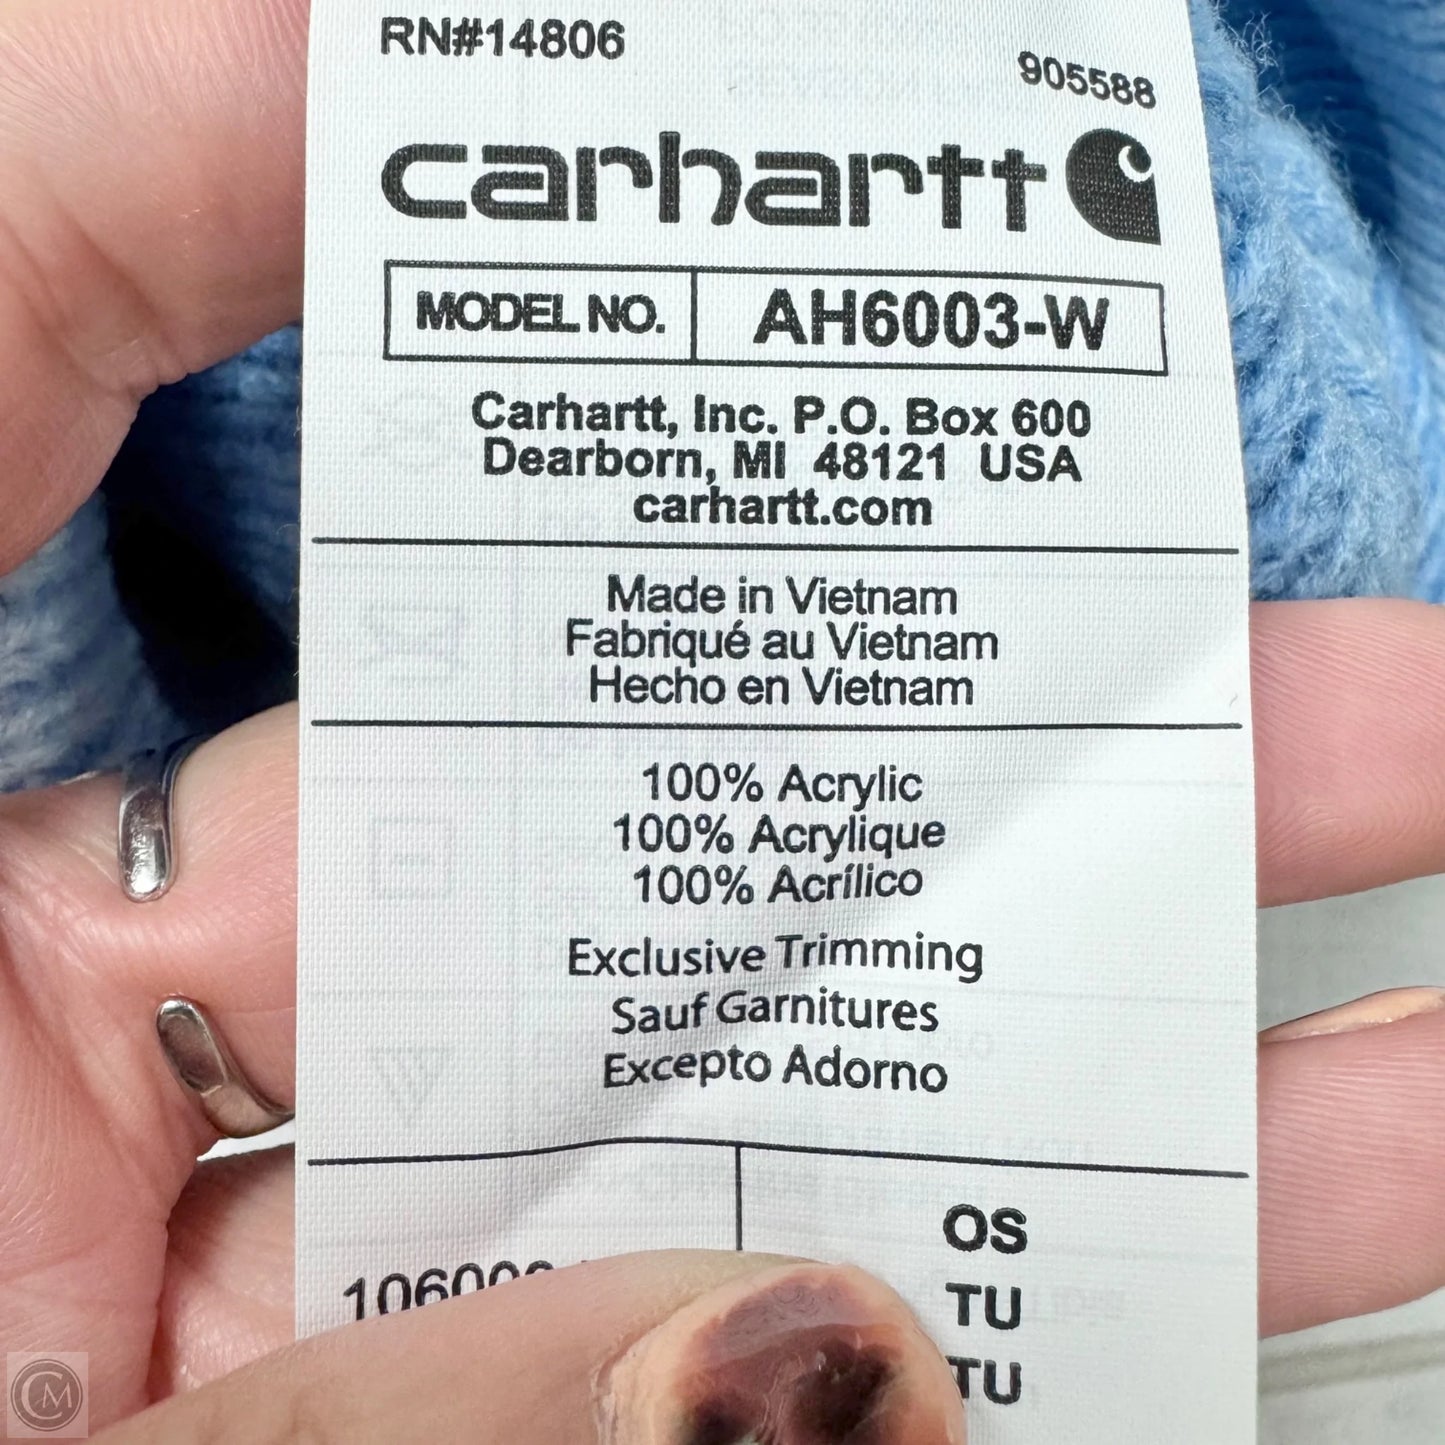 RN#14806
905588
carhartt
MODEL NO. AH6003-W
Carhartt, Inc. P.O. Box 600
Dearborn, MI 48121 USA
carhartt.com
Made in Vietnam
Fabriqué au Vietnam
Hecho en Vietnam
100% Acrylic
100% Acrylique
100% Acrílico
Exclusive Trimming
Sauf Garnitures
Excepto Adorno
OS
TU
TU
CM